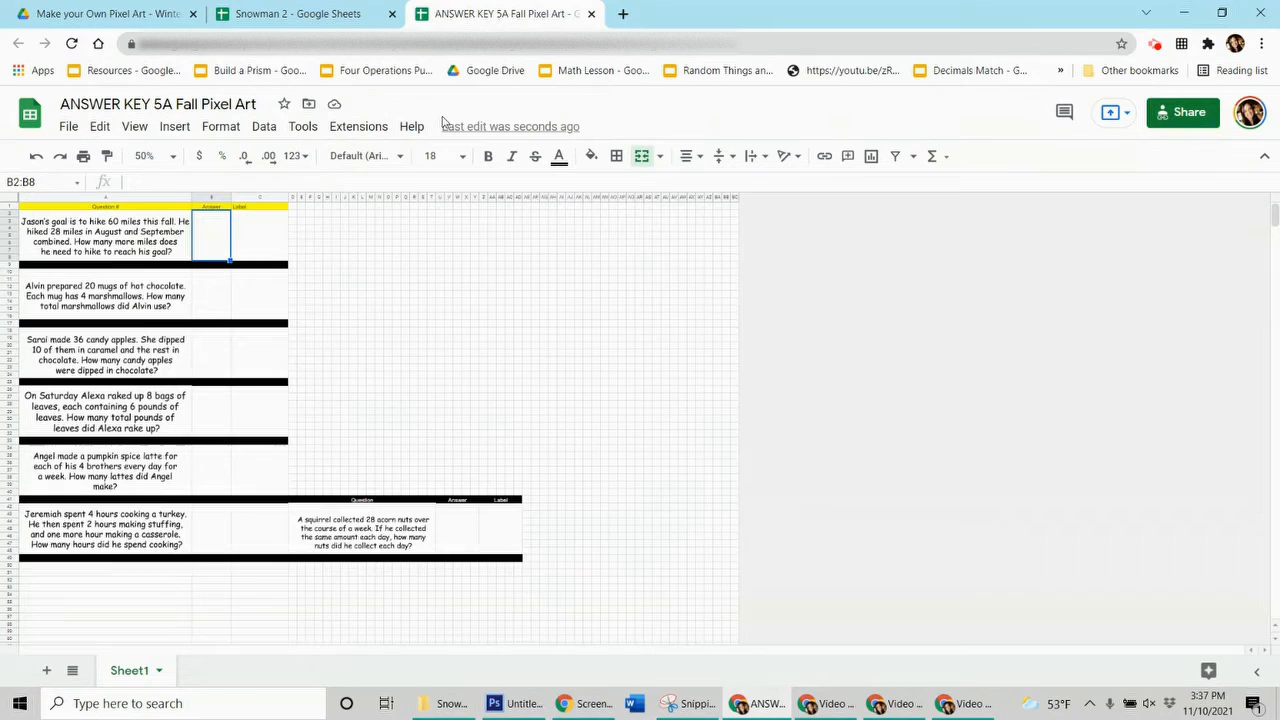 Make your Own Pixel Art - Winte
Snowman 2 - Google Sheets
ANSWER KEY 5A Fall Pixel Art - G
Apps
Resources - Google...
Build a Prism - Goo...
Four Operations Pu...
Google Drive
Math Lesson - Goo...
Random Things an...
https://youtu.be/zR...
Decimals Match - G...
»
Other bookmarks
Reading list
ANSWER KEY 5A Fall Pixel Art
File Edit View Insert Format Data Tools Extensions Help
Last edit was seconds ago
Share
50%
$ % .0 .00 123
Default (Ari...
18
B I S A
B2:B8
fx
Question #
Answer
Label
Jason's goal is to hike 60 miles this fall. He
hiked 28 miles in August and September
combined. How many more miles does
he need to hike to reach his goal?
Alvin prepared 20 mugs of hot chocolate.
Each mug has 4 marshmallows. How many
total marshmallows did Alvin use?
Sarai made 36 candy apples. She dipped
10 of them in caramel and the rest in
chocolate. How many candy apples
were dipped in chocolate?
On Saturday Alexa raked up 8 bags of
leaves, each containing 6 pounds of
leaves. How many total pounds of
leaves did Alexa rake up?
Angel made a pumpkin spice latte for
each of his 4 brothers every day for
a week. How many lattes did Angel
make?
Jeremiah spent 4 hours cooking a turkey.
He then spent 2 hours making stuffing,
and one more hour making a casserole.
How many hours did he spend cooking?
Question
Answer
Label
A squirrel collected 28 acorn nuts over
the course of a week. If he collected
the same amount each day, how many
nuts did he collect each day?
Sheet1
Type here to search
Snow...
Untitle...
Screen...
Snippi...
ANSW...
Video ...
Video ...
Video ...
53°F
3:37 PM
11/10/2021